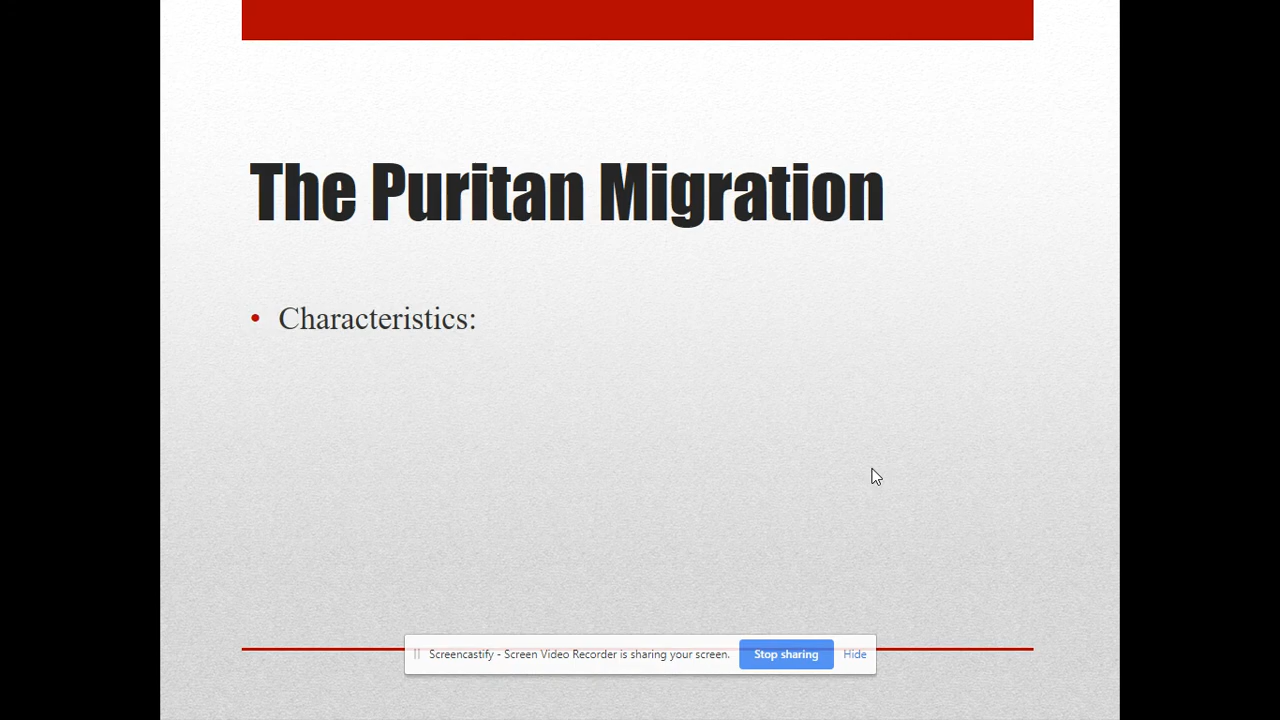 The Puritan Migration
• Characteristics:
Screencastify - Screen Video Recorder is sharing your screen. Stop sharing Hide